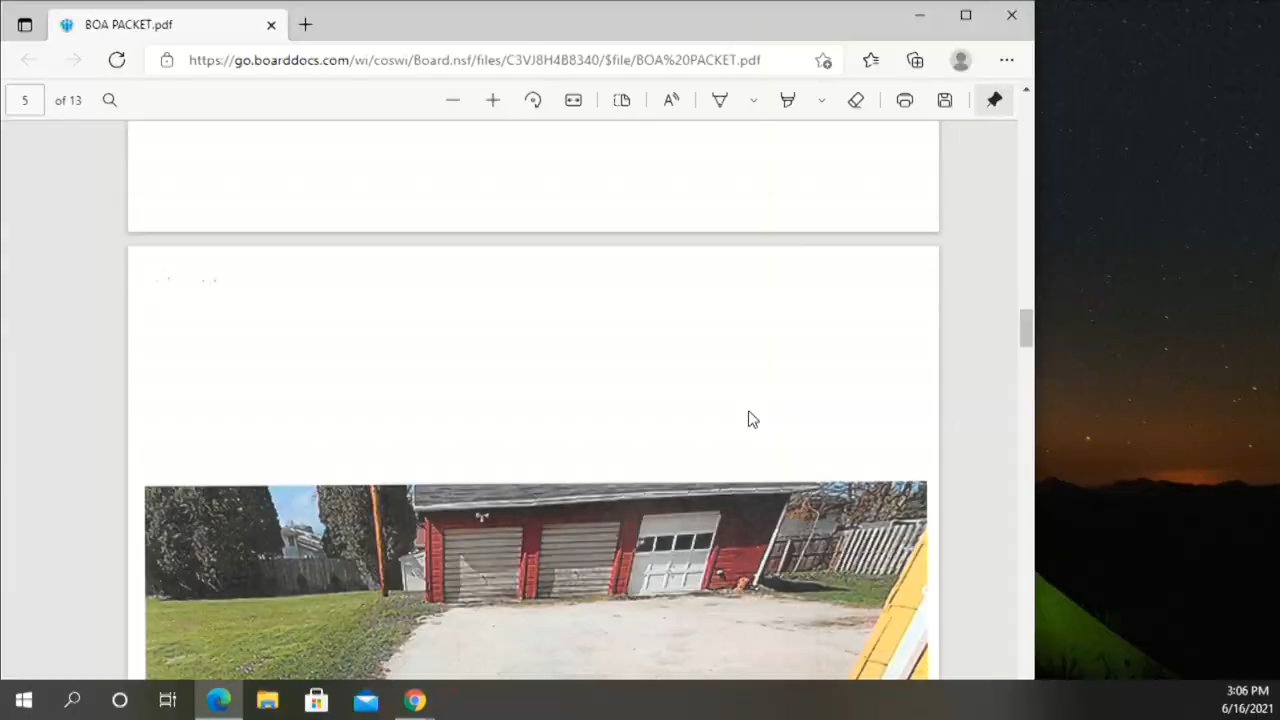 BOA PACKET.pdf
https://go.boarddocs.com/wi/coswi/Board.nsf/files/C3VJ8H4B8340/$file/BOA%20PACKET.pdf
5 of 13
3:06 PM
6/16/2021